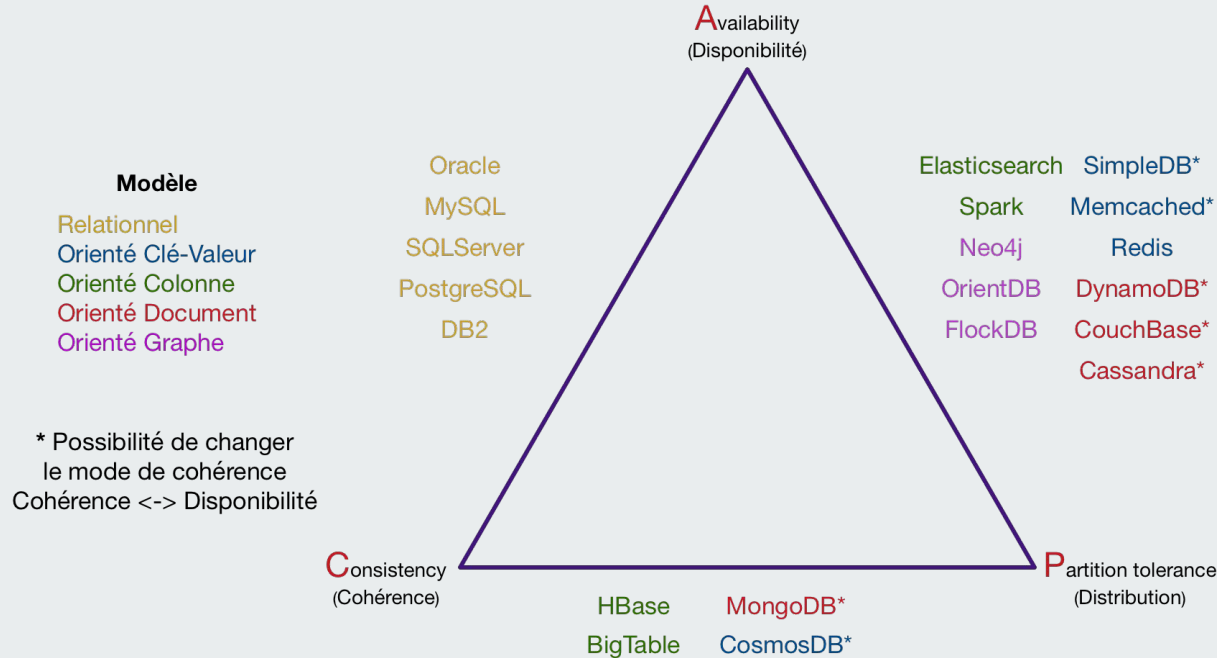 Availability
(Disponibilité)
Modèle
Relationnel
Orienté Clé-Valeur
Orienté Colonne
Orienté Document
Orienté Graphe
* Possibilité de changer
le mode de cohérence
Cohérence <-> Disponibilité
Oracle
MySQL
SQLServer
PostgreSQL
DB2
Elasticsearch SimpleDB*
Spark Memcached*
Neo4j Redis
OrientDB DynamoDB*
FlockDB CouchBase*
Cassandra*
Consistency
(Cohérence)
Partition tolerance
(Distribution)
HBase MongoDB*
BigTable CosmosDB*